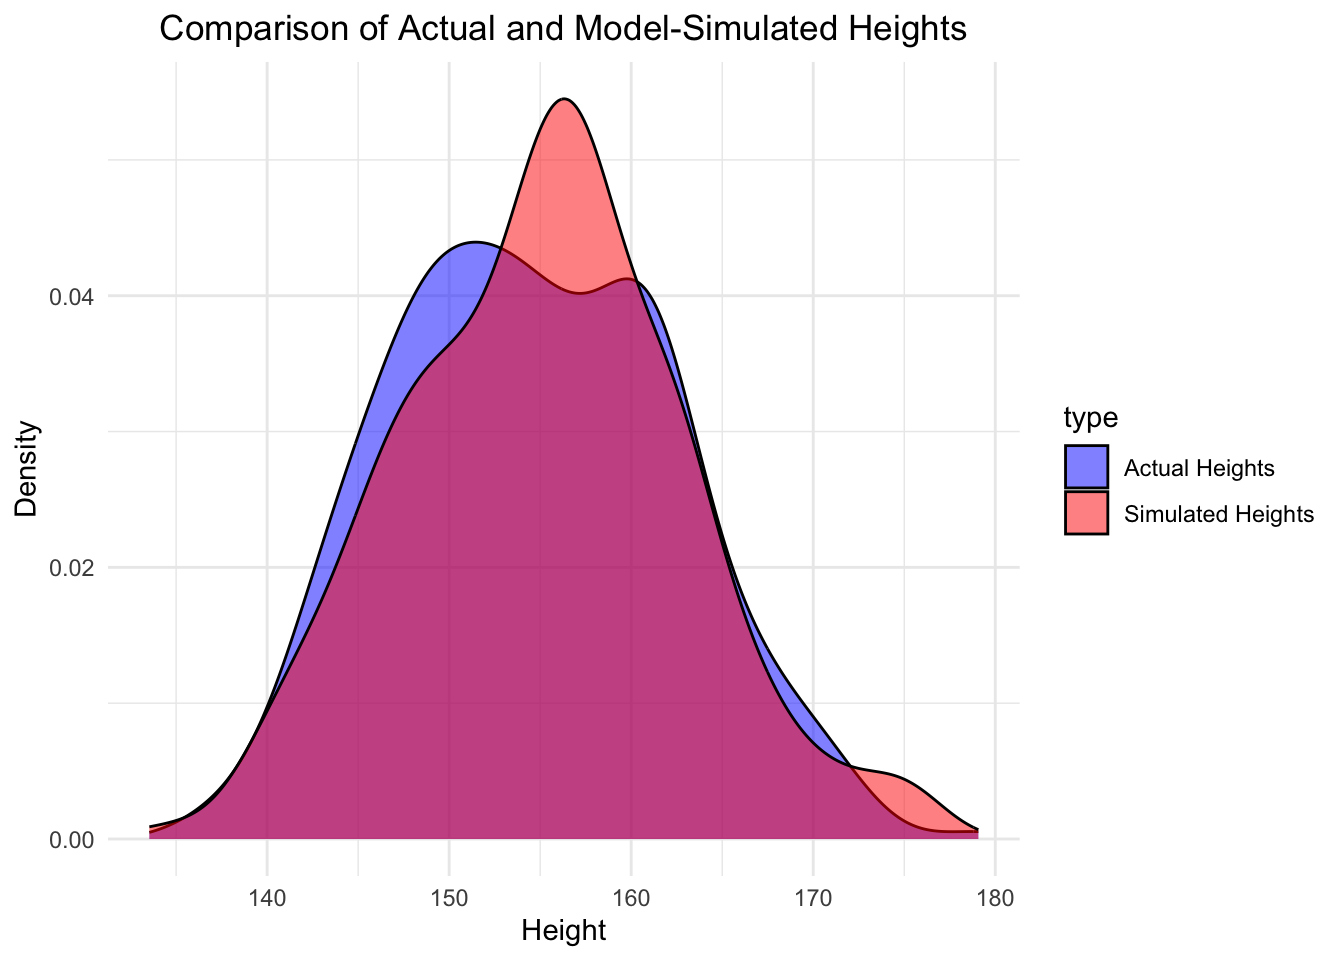 Comparison of Actual and Model-Simulated Heights
0.04
0.02
0.00
Density
140 150 160 170 180
Height
type
Actual Heights
Simulated Heights